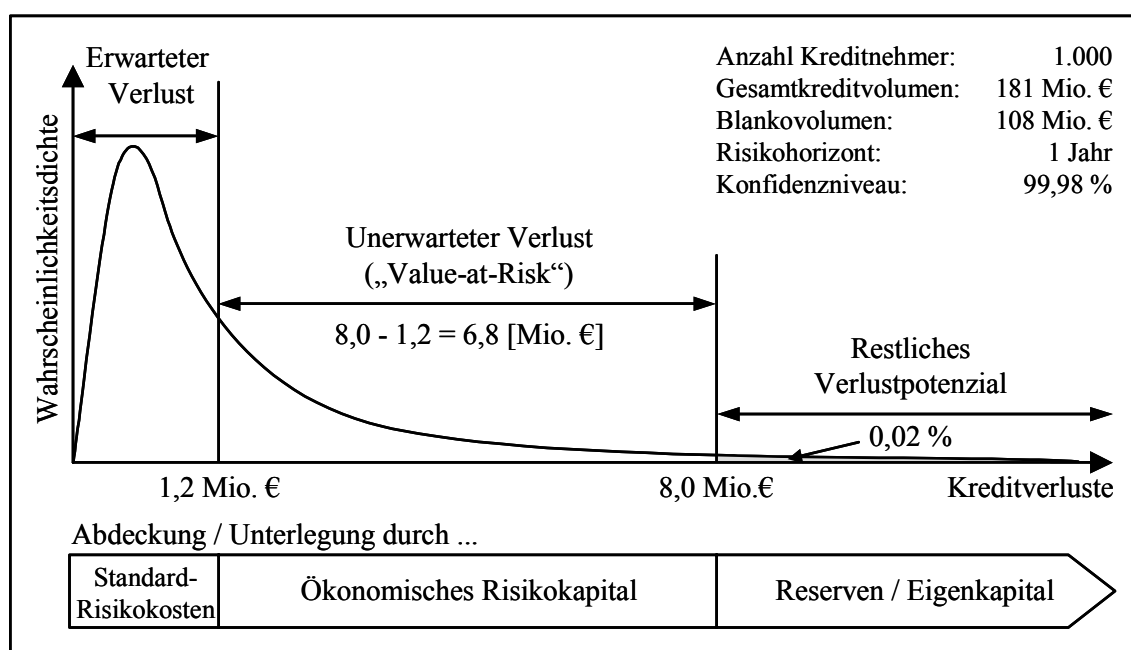 Erwarteter
Verlust
Anzahl Kreditnehmer: 1.000
Gesamtkreditvolumen: 181 Mio. €
Blankovolumen: 108 Mio. €
Risikohorizont: 1 Jahr
Konfidenzniveau: 99,98 %
Wahrscheinlichkeitsdichte
Unerwarteter Verlust
(„Value-at-Risk“)
8,0 - 1,2 = 6,8 [Mio. €]
Restliches
Verlustpotenzial
0,02 %
1,2 Mio. €
8,0 Mio.€
Kreditverluste
Abdeckung / Unterlegung durch ...
Standard-
Risikokosten
Ökonomisches Risikokapital
Reserven / Eigenkapital